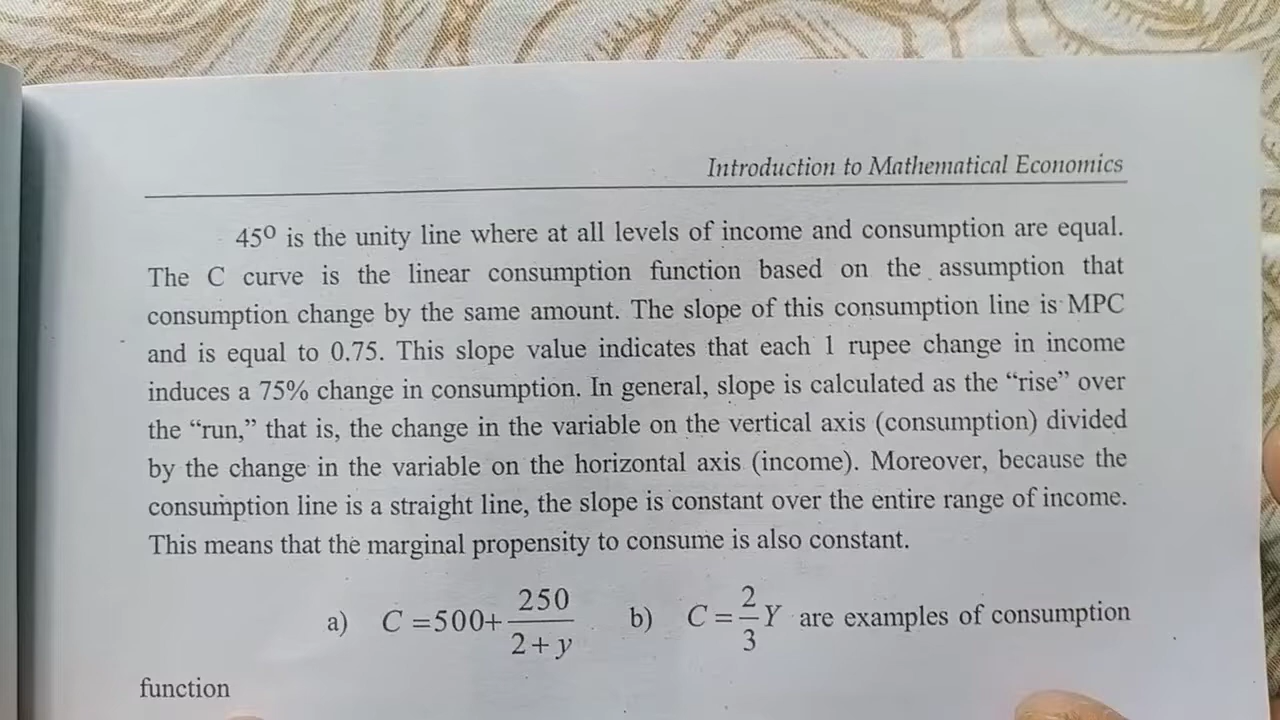 Introduction to Mathematical Economics
45⁰ is the unity line where at all levels of income and consumption are equal.
The C curve is the linear consumption function based on the assumption that
consumption change by the same amount. The slope of this consumption line is MPC
and is equal to 0.75. This slope value indicates that each 1 rupee change in income
induces a 75% change in consumption. In general, slope is calculated as the “rise” over
the “run,” that is, the change in the variable on the vertical axis (consumption) divided
by the change in the variable on the horizontal axis (income). Moreover, because the
consumption line is a straight line, the slope is constant over the entire range of income.
This means that the marginal propensity to consume is also constant.
a) C =500+ 250/(2+y) b) C = 2/3 Y are examples of consumption
function